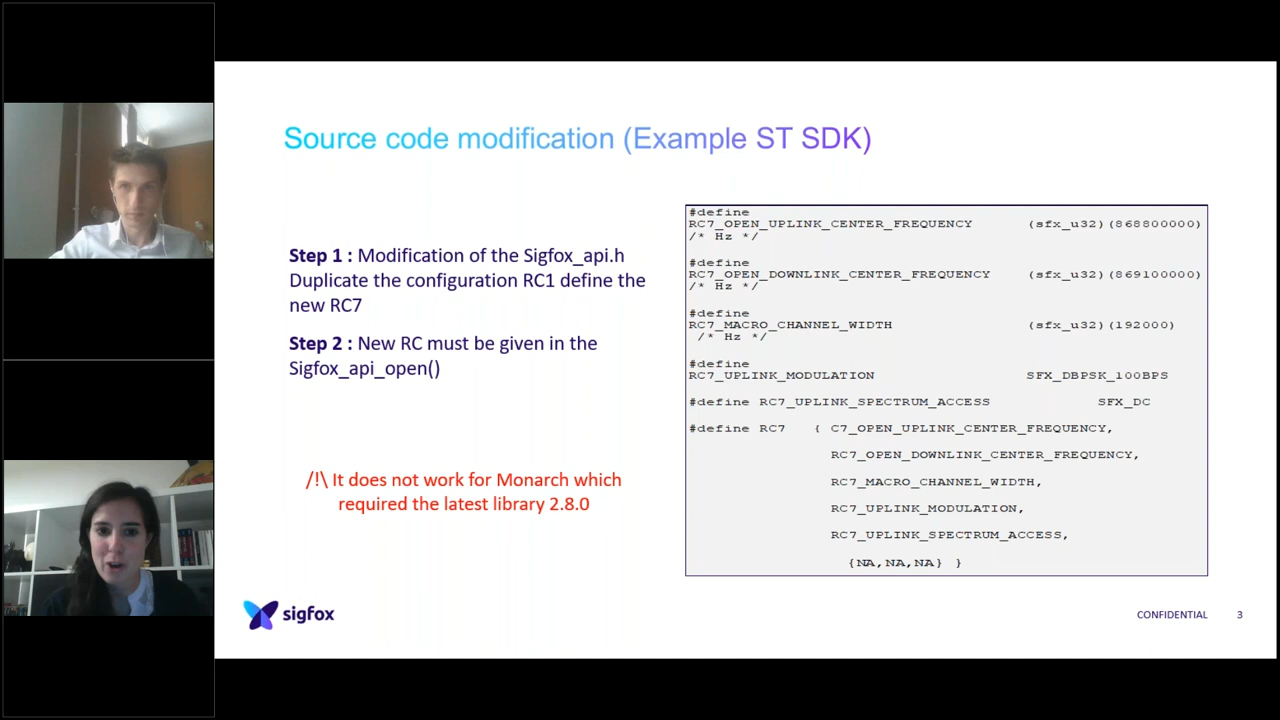 Source code modification (Example ST SDK)
Step 1 : Modification of the Sigfox_api.h
Duplicate the configuration RC1 define the
new RC7
Step 2 : New RC must be given in the
Sigfox_api_open()
/!\ It does not work for Monarch which
required the latest library 2.8.0
#define
RC7_OPEN_UPLINK_CENTER_FREQUENCY (sfx_u32)(868800000)
/* Hz */
#define
RC7_OPEN_DOWNLINK_CENTER_FREQUENCY (sfx_u32)(869100000)
/* Hz */
#define
RC7_MACRO_CHANNEL_WIDTH (sfx_u32)(192000)
/* Hz */
#define
RC7_UPLINK_MODULATION SFX_DBPSK_100BPS
#define RC7_UPLINK_SPECTRUM_ACCESS SFX_DC
#define RC7 { C7_OPEN_UPLINK_CENTER_FREQUENCY,
RC7_OPEN_DOWNLINK_CENTER_FREQUENCY,
RC7_MACRO_CHANNEL_WIDTH,
RC7_UPLINK_MODULATION,
RC7_UPLINK_SPECTRUM_ACCESS,
{NA,NA,NA} }
sigfox
CONFIDENTIAL 3